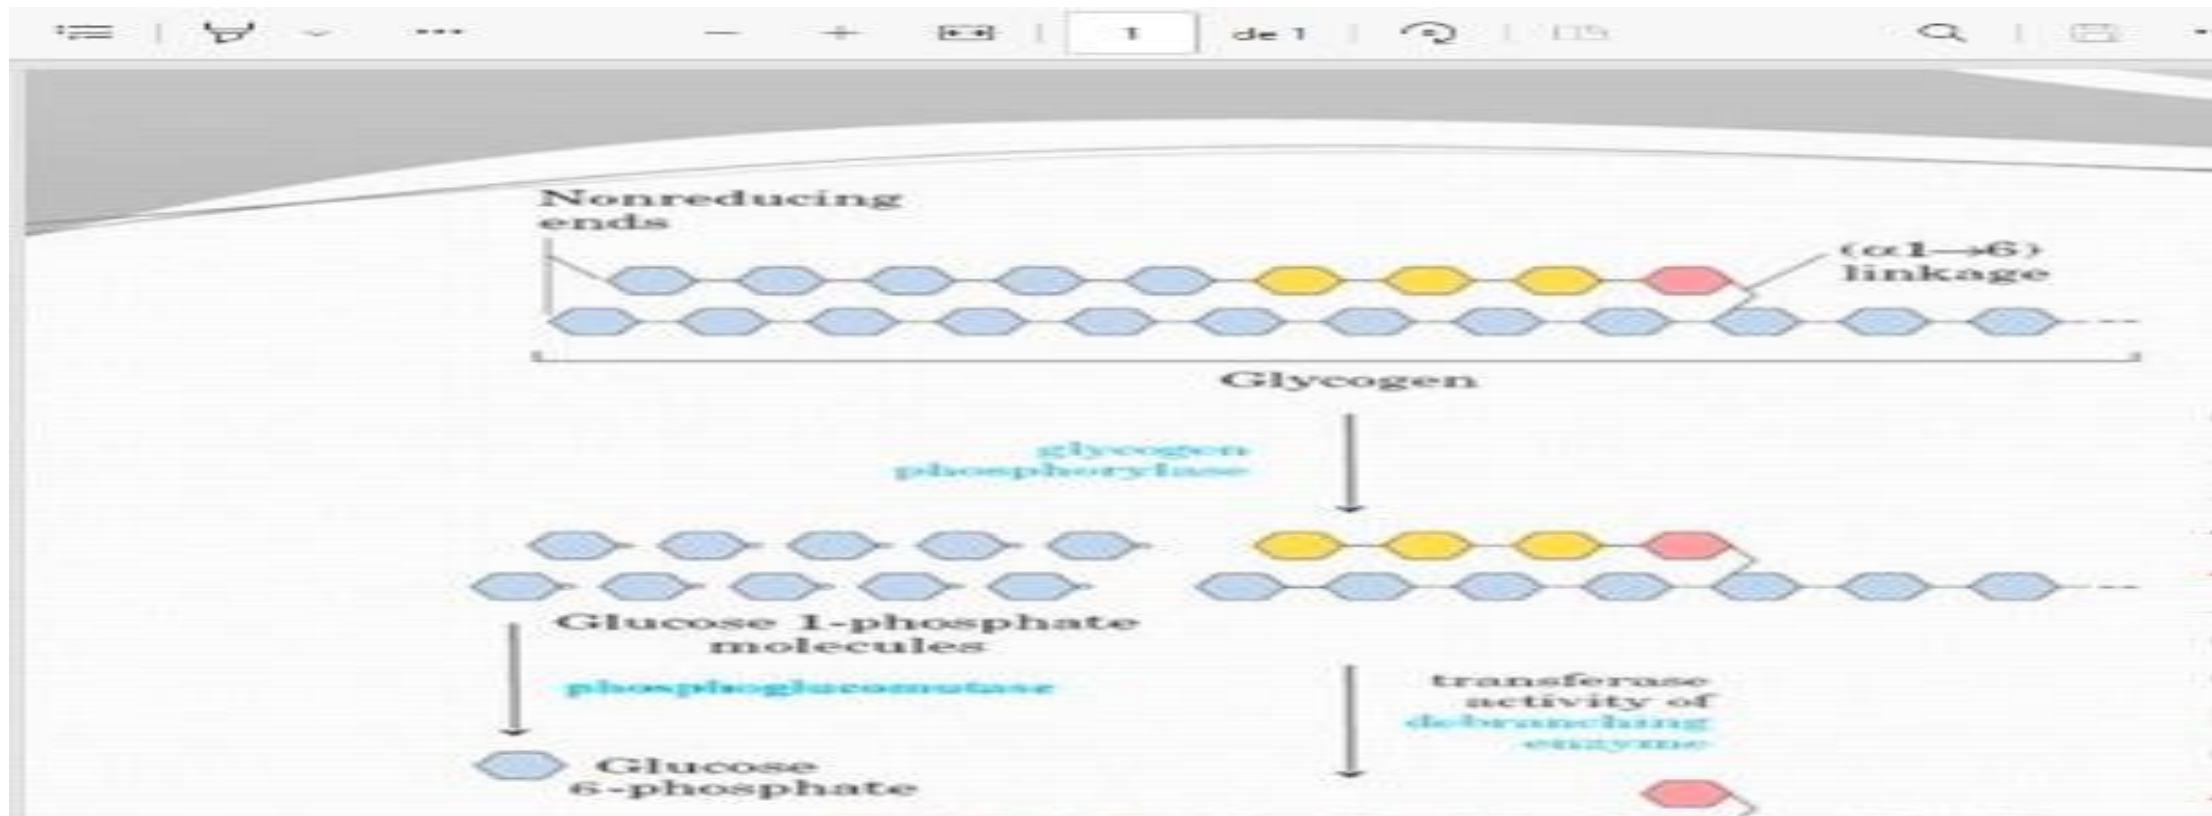 1 de 1
Nonreducing
ends
(α1→6)
linkage
Glycogen
glycogen
phosphorylase
Glucose 1-phosphate
molecules
phosphoglucomutase
transferase
activity of
debranching
enzyme
Glucose
6-phosphate